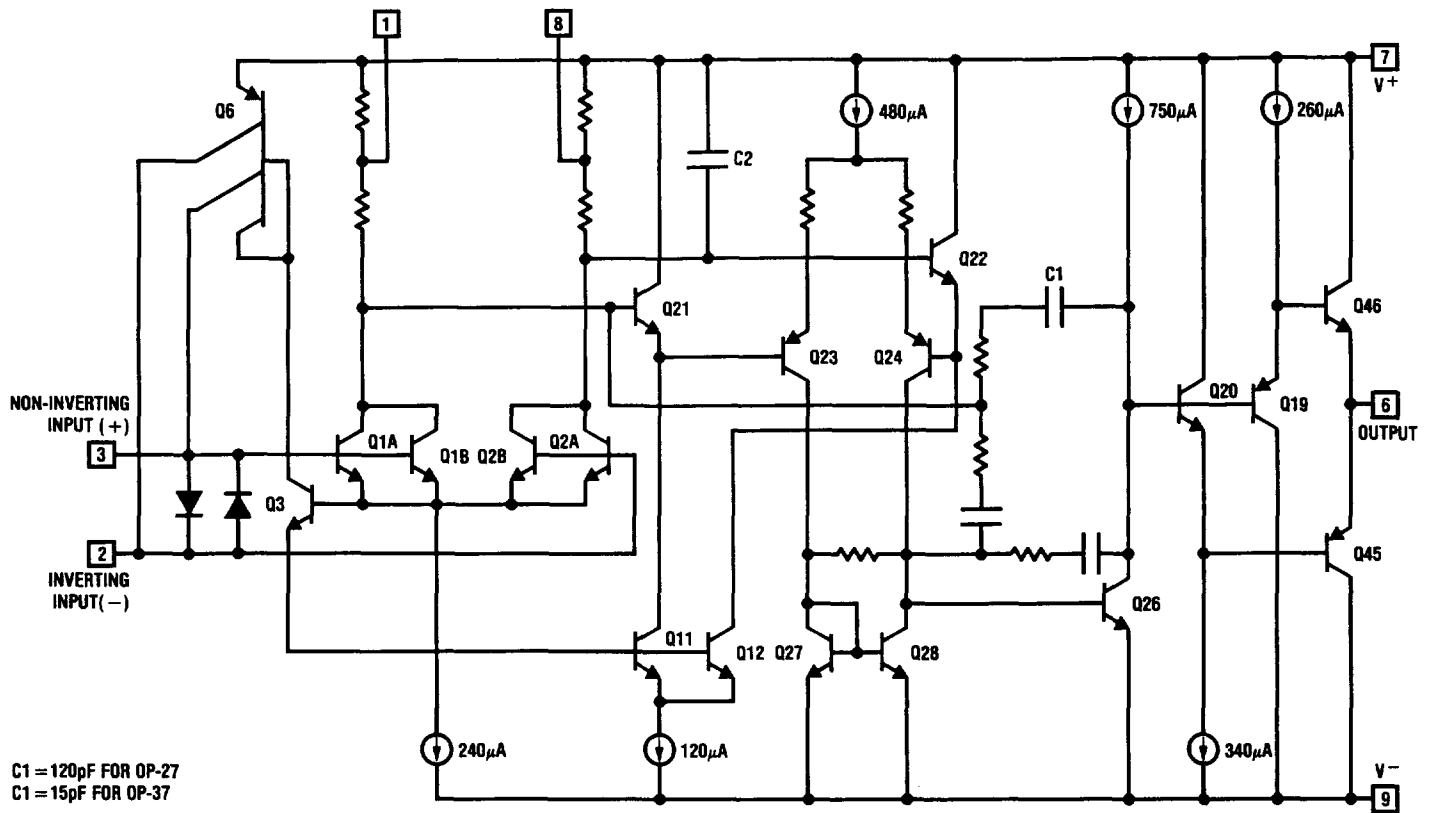 1
8
7
V+
Q6
480µA
750µA
260µA
C2
Q22
C1
Q21
Q46
Q23
Q24
Q20
Q19
6
OUTPUT
NON-INVERTING
INPUT (+)
3
Q1A
Q1B
Q2B
Q2A
Q3
2
INVERTING
INPUT(−)
Q45
Q26
Q11
Q12
Q27
Q28
240µA
120µA
340µA
V−
9
C1=120pF FOR OP-27
C1=15pF FOR OP-37